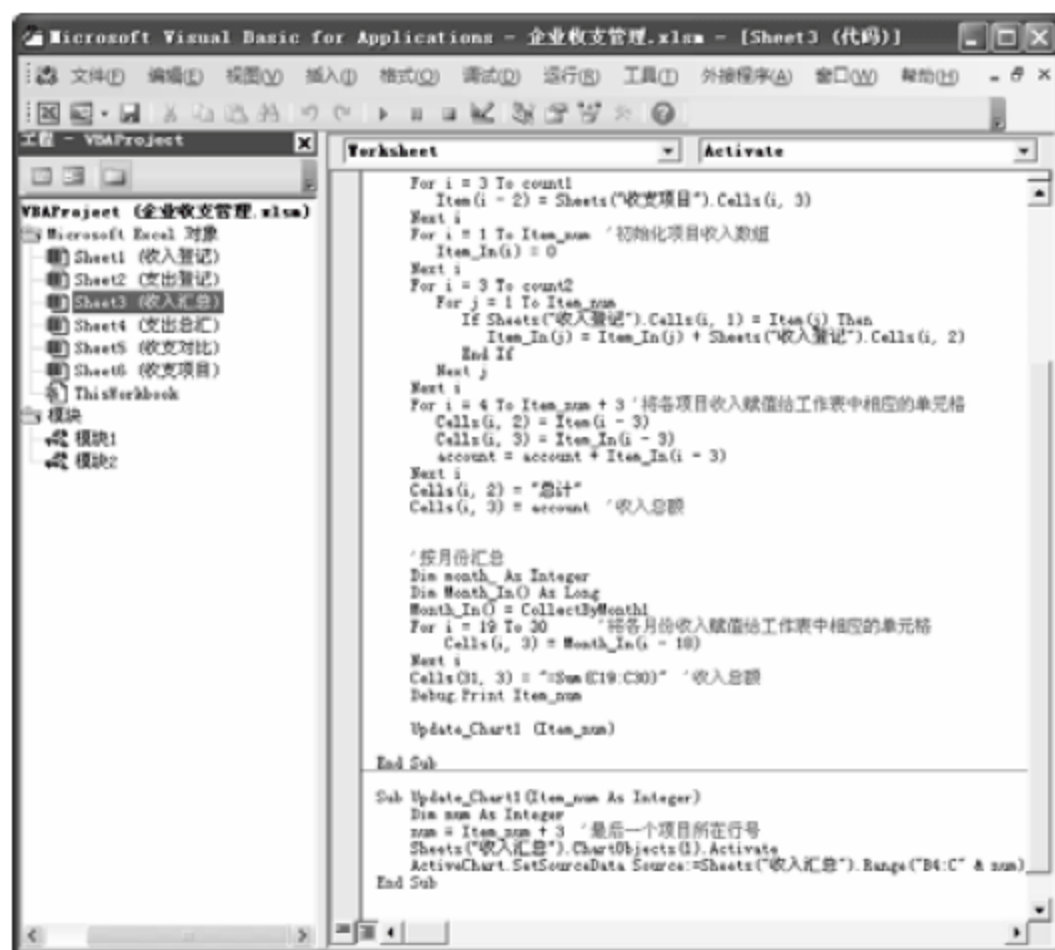 Microsoft Visual Basic for Applications - 企业收支管理.xlsm - [Sheet3 (代码)]
文件(F) 编辑(E) 视图(V) 插入(I) 格式(O) 调试(D) 运行(R) 工具(T) 外接程序(A) 窗口(W) 帮助(H)
工程 - VBAProject
VBAProject (企业收支管理.xlsm)
Microsoft Excel 对象
Sheet1 (收入登记)
Sheet2 (支出登记)
Sheet3 (收入汇总)
Sheet4 (支出总汇)
Sheet5 (收支对比)
Sheet6 (收支项目)
ThisWorkbook
模块
模块1
模块2
Worksheet
Activate
For i = 3 To count1
Item(i - 2) = Sheets("收支项目").Cells(i, 3)
Next i
For i = 1 To Item_num '初始化项目收入数组
Item_In(i) = 0
Next i
For i = 3 To count2
For j = 1 To Item_num
If Sheets("收入登记").Cells(i, 1) = Item(j) Then
Item_In(j) = Item_In(j) + Sheets("收入登记").Cells(i, 2)
End If
Next j
Next i
For i = 4 To Item_num + 3 '将各项目收入赋值给工作表中相应的单元格
Cells(i, 2) = Item(i - 3)
Cells(i, 3) = Item_In(i - 3)
account = account + Item_In(i - 3)
Next i
Cells(i, 2) = "总计"
Cells(i, 3) = account '收入总额
'按月份汇总
Dim month_ As Integer
Dim Month_In() As Long
Month_In() = CollectByMonth1
For i = 19 To 30 '将各月份收入赋值给工作表中相应的单元格
Cells(i, 3) = Month_In(i - 18)
Next i
Cells(31, 3) = "=Sum(C19:C30)" '收入总额
Debug.Print Item_num
Update_Chart1 (Item_num)
End Sub
Sub Update_Chart1(Item_num As Integer)
Dim num As Integer
num = Item_num + 3 '最后一个项目所在行号
Sheets("收入汇总").ChartObjects(1).Activate
ActiveChart.SetSourceData Source:=Sheets("收入汇总").Range("B4:C" & num)
End Sub